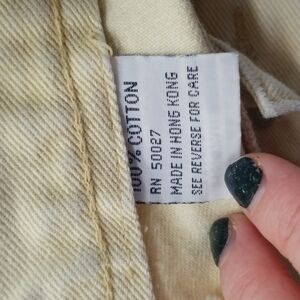 100% COTTON
RN 50027
MADE IN HONG KONG
SEE REVERSE FOR CARE